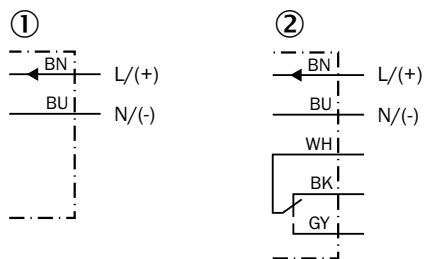 ①
BN L/(+)
BU N/(-)
②
BN L/(+)
BU N/(-)
WH
BK
GY